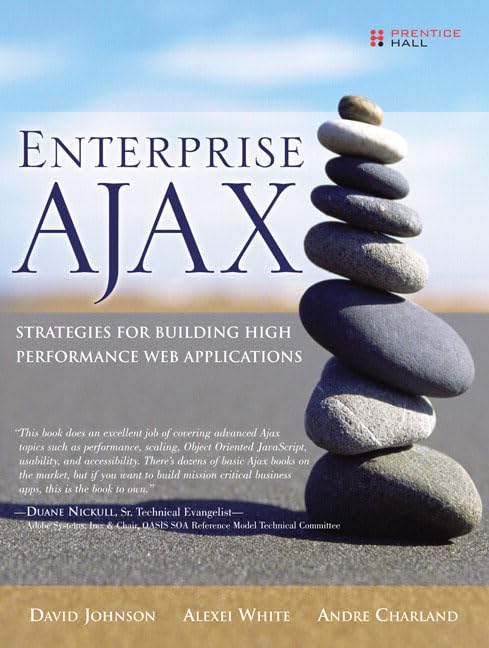 PRENTICE
HALL
ENTERPRISE
AJAX
STRATEGIES FOR BUILDING HIGH
PERFORMANCE WEB APPLICATIONS
“This book does an excellent job of covering advanced Ajax
topics such as performance, scaling, Object Oriented JavaScript,
usability, and accessibility. There’s dozens of basic Ajax books on
the market, but if you want to build mission critical business
apps, this is the book to own.”
—DUANE NICKULL, Sr. Technical Evangelist—
Adobe Systems, Inc. & Chair, OASIS SOA Reference Model Technical Committee
DAVID JOHNSON ALEXEI WHITE ANDRE CHARLAND